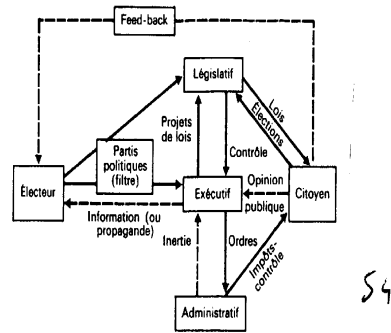 Feed-back
Législatif
Lois
Élections
Projets
de lois
Partis
politiques
(filtre)
Contrôle
Électeur
Exécutif
Opinion
publique
Citoyen
Information (ou
propagande)
Inertie
Ordres
Impôts-
contrôle
Administratif
54